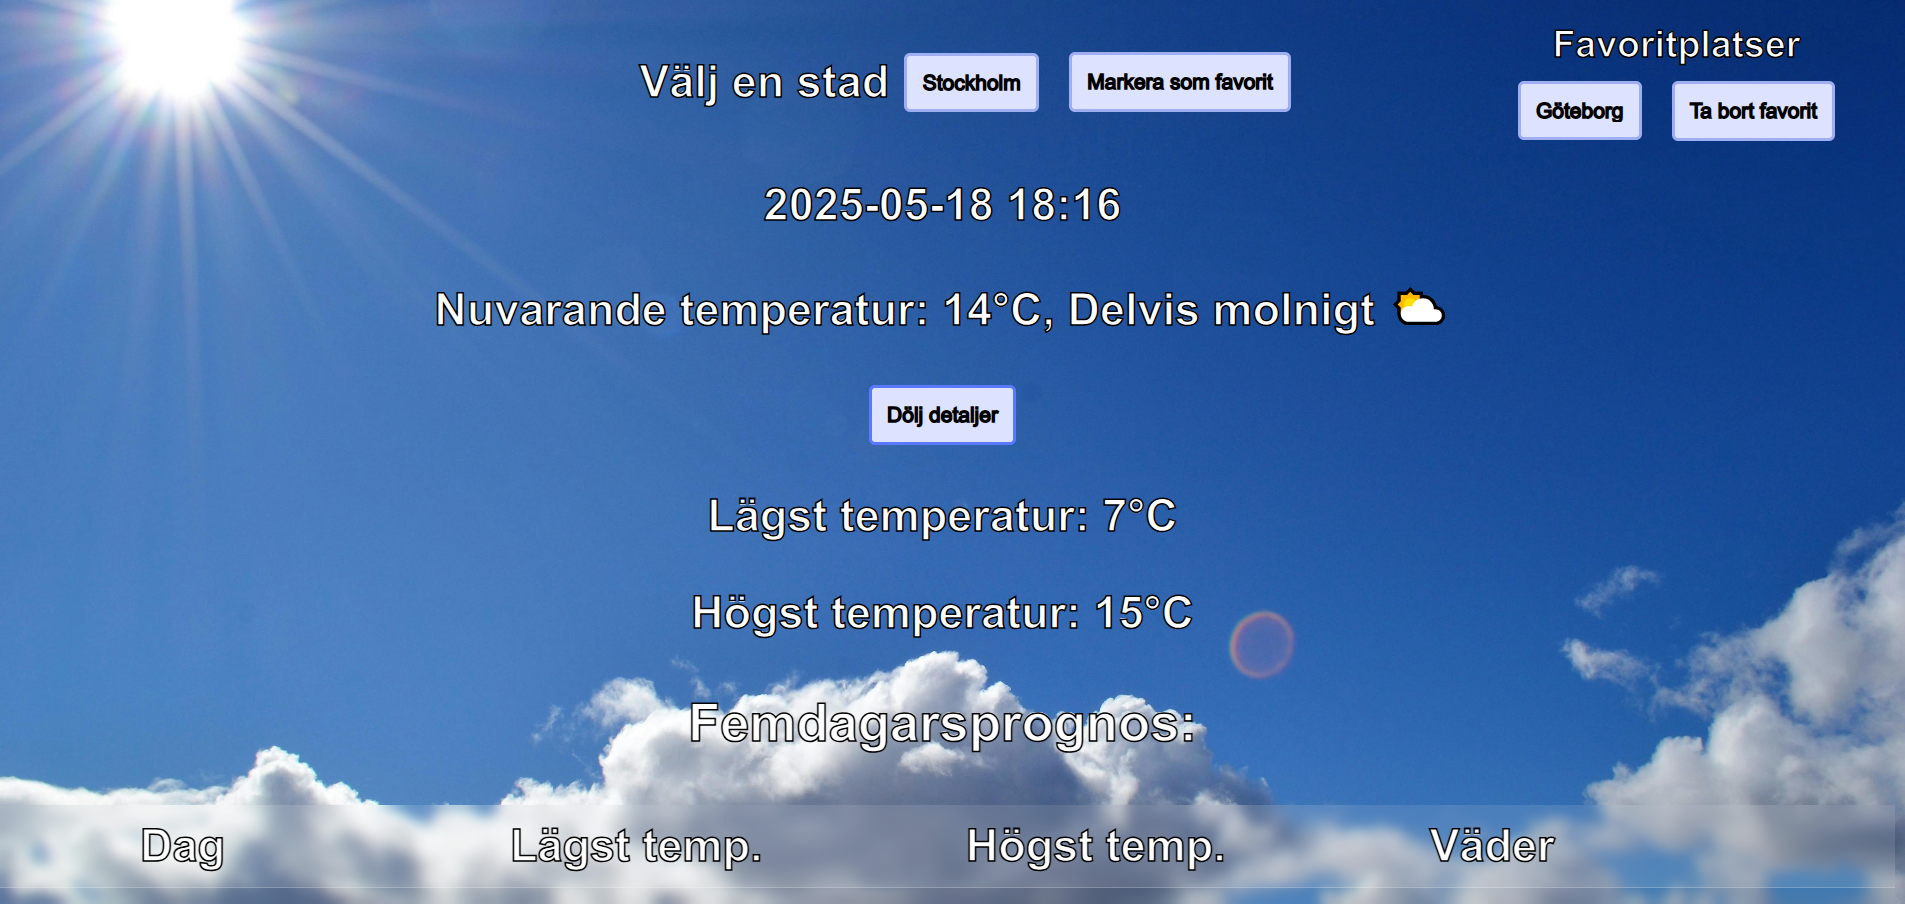 Välj en stad Stockholm Markera som favorit
Favoritplatser
Göteborg Ta bort favorit
2025-05-18 18:16
Nuvarande temperatur: 14°C, Delvis molnigt
Dölj detaljer
Lägst temperatur: 7°C
Högst temperatur: 15°C
Femdagarsprognos:
Dag Lägst temp. Högst temp. Väder